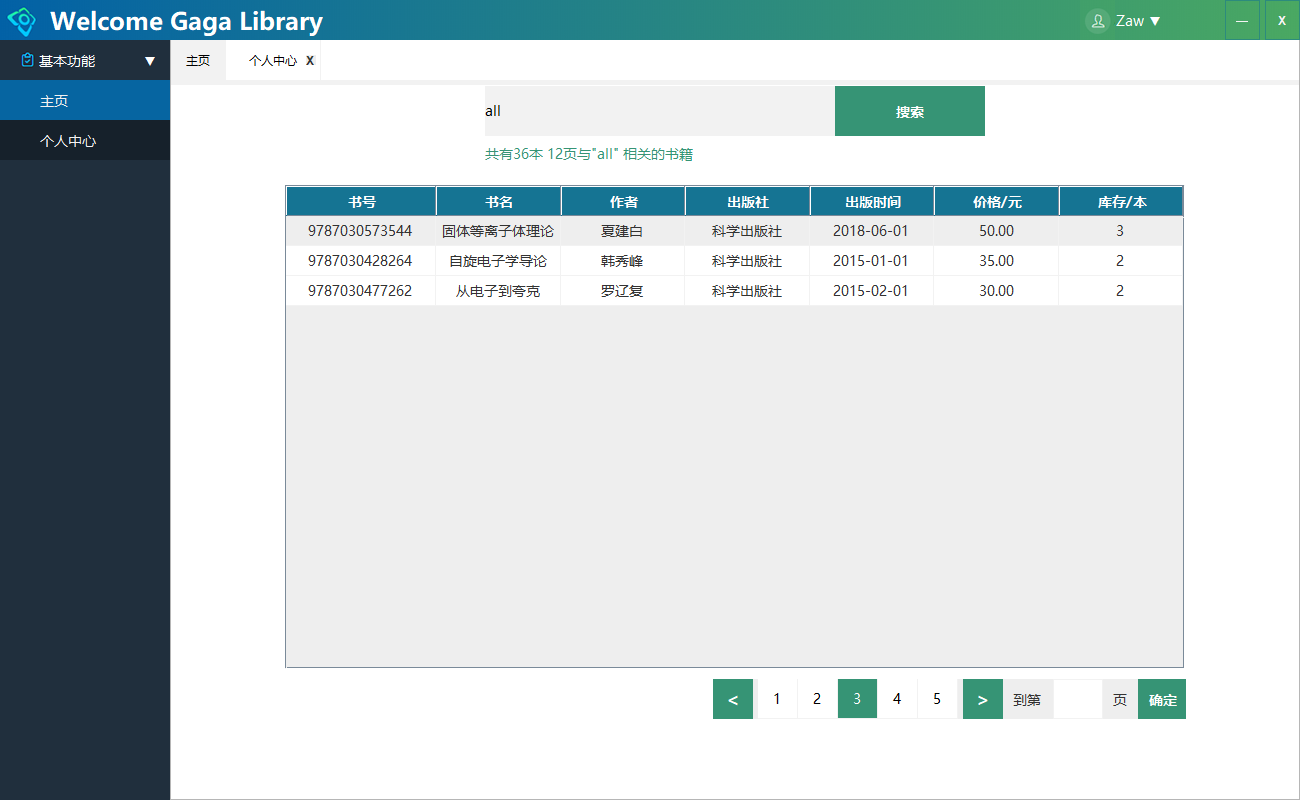 Welcome Gaga Library
Zaw ▼
— X
基本功能 ▼
主页
个人中心
主页 个人中心 X
all 搜索
共有36本 12页与"all" 相关的书籍
书号 书名 作者 出版社 出版时间 价格/元 库存/本
9787030573544 固体等离子体理论 夏建白 科学出版社 2018-06-01 50.00 3
9787030428264 自旋电子学导论 韩秀峰 科学出版社 2015-01-01 35.00 2
9787030477262 从电子到夸克 罗辽复 科学出版社 2015-02-01 30.00 2
< 1 2 3 4 5 > 到第 页 确定